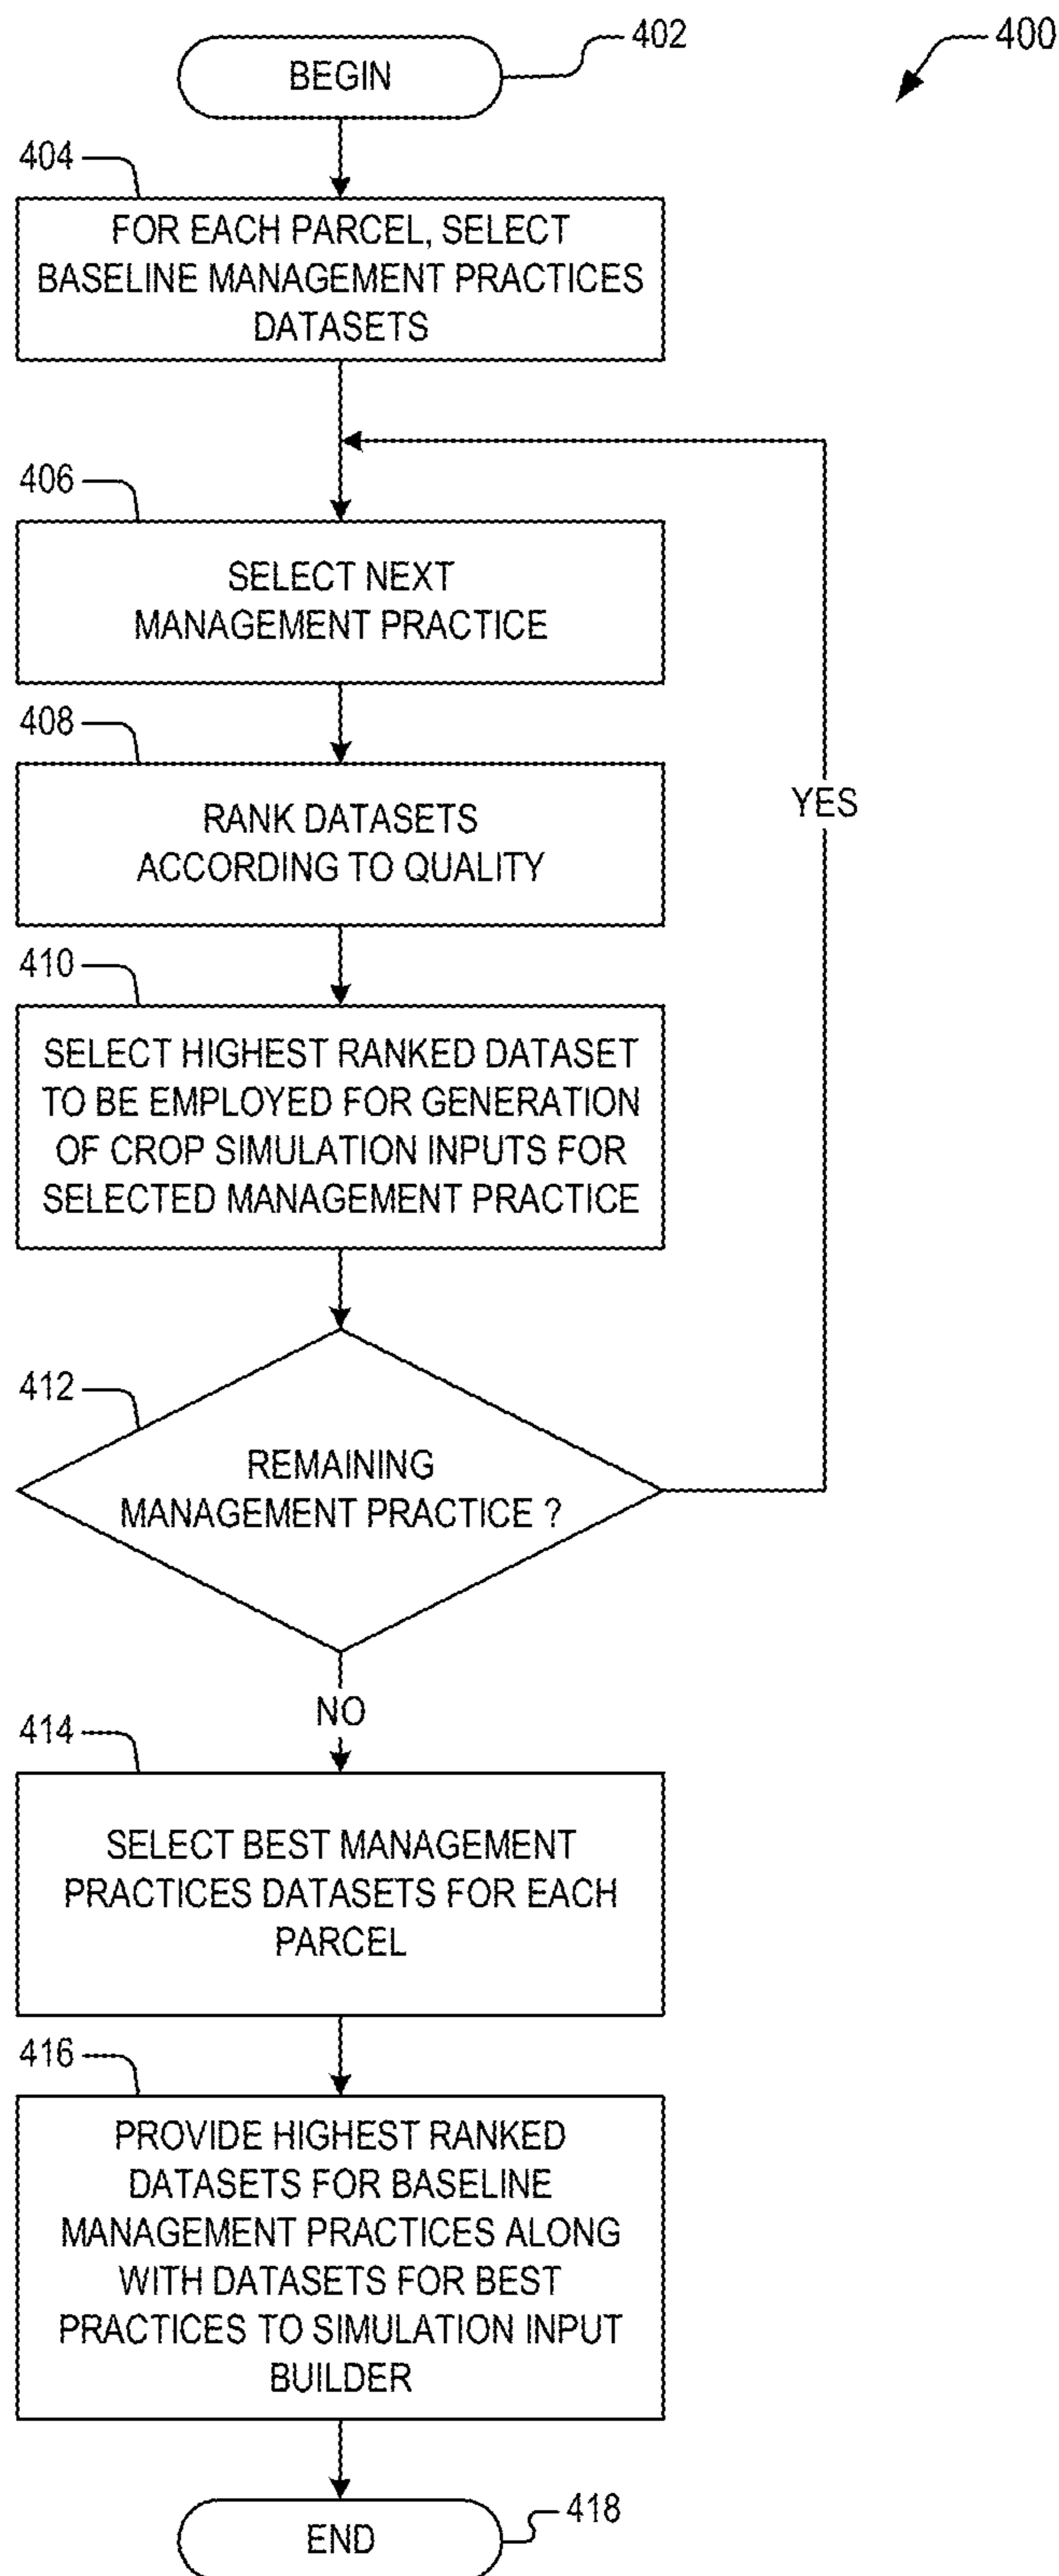 402
400
BEGIN
404
FOR EACH PARCEL, SELECT
BASELINE MANAGEMENT PRACTICES
DATASETS
406
SELECT NEXT
MANAGEMENT PRACTICE
408
YES
RANK DATASETS
ACCORDING TO QUALITY
410
SELECT HIGHEST RANKED DATASET
TO BE EMPLOYED FOR GENERATION
OF CROP SIMULATION INPUTS FOR
SELECTED MANAGEMENT PRACTICE
412
REMAINING
MANAGEMENT PRACTICE ?
NO
414
SELECT BEST MANAGEMENT
PRACTICES DATASETS FOR EACH
PARCEL
416
PROVIDE HIGHEST RANKED
DATASETS FOR BASELINE
MANAGEMENT PRACTICES ALONG
WITH DATASETS FOR BEST
PRACTICES TO SIMULATION INPUT
BUILDER
418
END